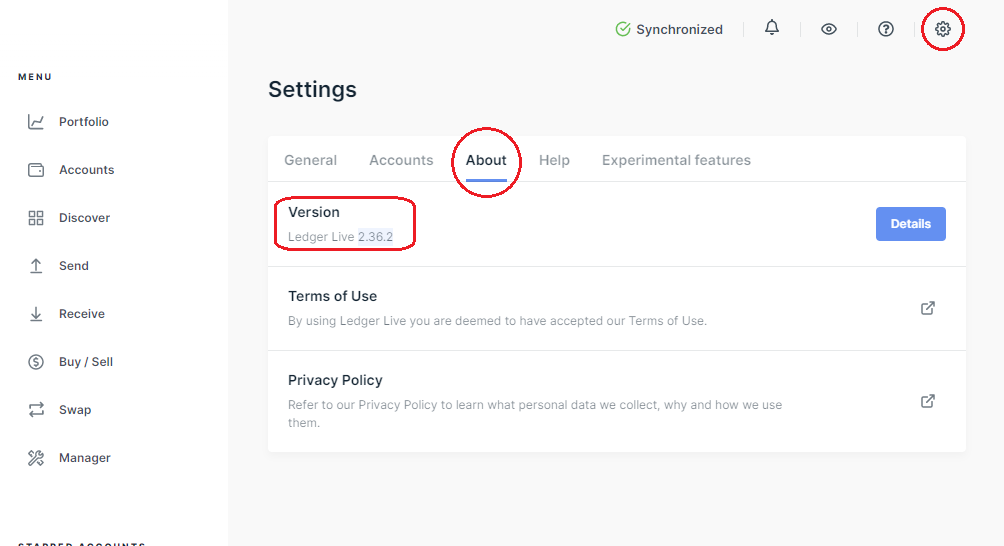 Synchronized
MENU
Portfolio
Accounts
Discover
Send
Receive
Buy / Sell
Swap
Manager
STARRED ACCOUNTS
Settings
General Accounts About Help Experimental features
Version
Ledger Live 2.36.2
Details
Terms of Use
By using Ledger Live you are deemed to have accepted our Terms of Use.
Privacy Policy
Refer to our Privacy Policy to learn what personal data we collect, why and how we use
them.